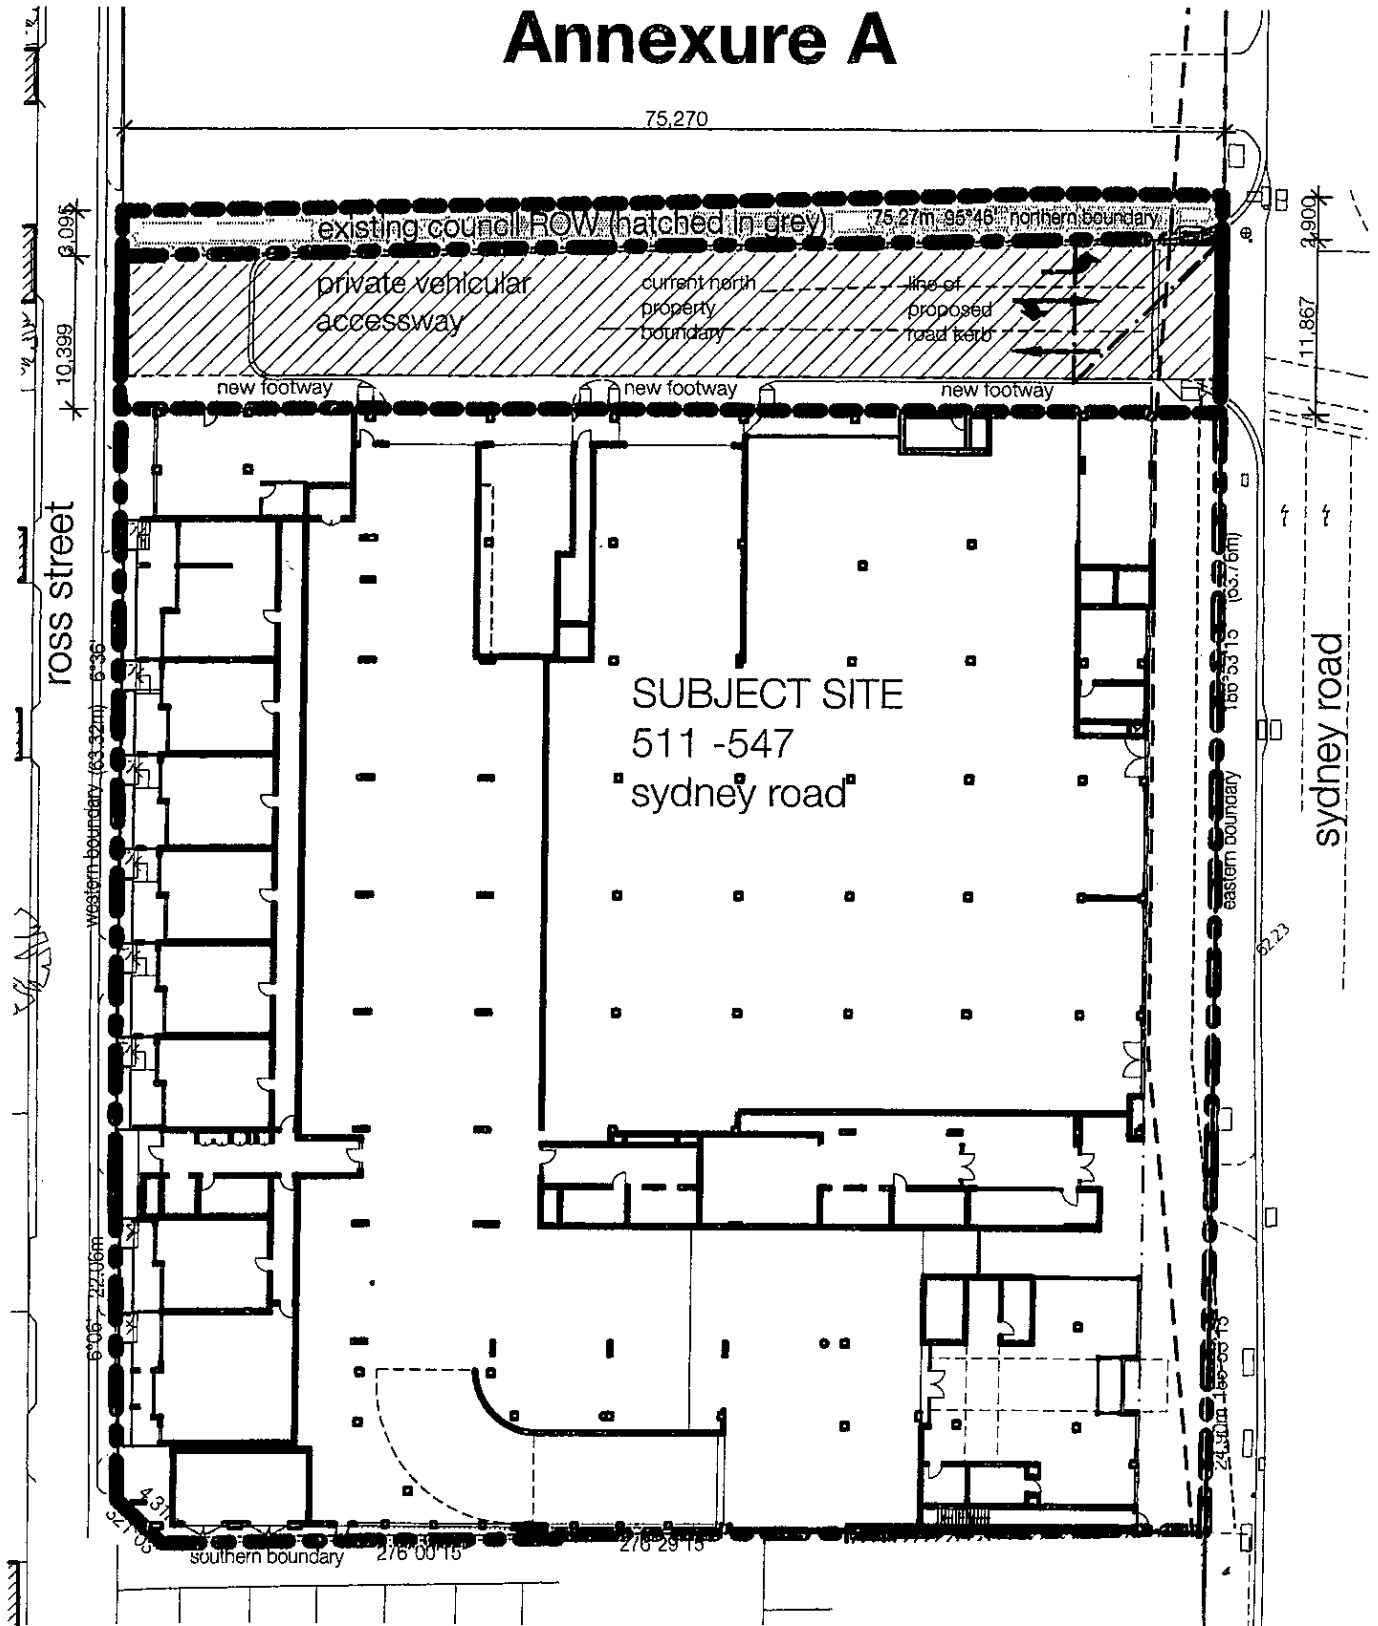 Annexure A
75,270
existing council ROW (hatched in grey)
75.27m 95°46' northern boundary
3,095
2,900
private vehicular
accessway
current north
property
boundary
line of
proposed
road kerb
10,399
11,867
new footway
new footway
new footway
ross street
western boundary (63.32m) 6°36'
6°06' 22.06m
SUBJECT SITE
511 -547
sydney road
(63.76m)
eastern boundary
sydney road
62.23
4.31
southern boundary
276°00'15"
276°29'15"